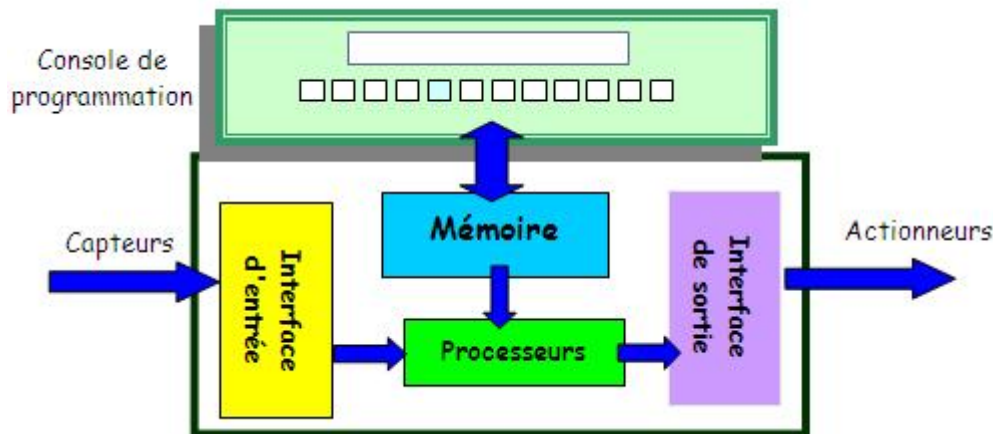 Console de
programmation
Capteurs
Interface
d'entrée
Mémoire
Processeurs
Interface
de sortie
Actionneurs